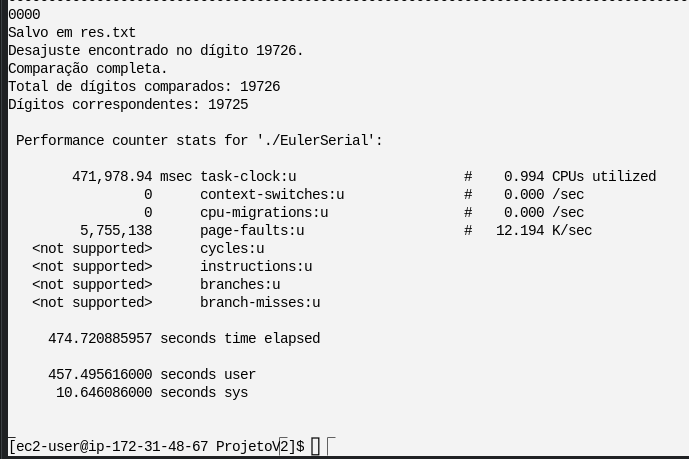 0000
Salvo em res.txt
Desajuste encontrado no dígito 19726.
Comparação completa.
Total de dígitos comparados: 19726
Dígitos correspondentes: 19725
Performance counter stats for './EulerSerial':
471,978.94 msec task-clock:u # 0.994 CPUs utilized
0 context-switches:u # 0.000 /sec
0 cpu-migrations:u # 0.000 /sec
5,755,138 page-faults:u # 12.194 K/sec
<not supported> cycles:u
<not supported> instructions:u
<not supported> branches:u
<not supported> branch-misses:u
474.720885957 seconds time elapsed
457.495616000 seconds user
10.646086000 seconds sys
[ec2-user@ip-172-31-48-67 ProjetoV2]$